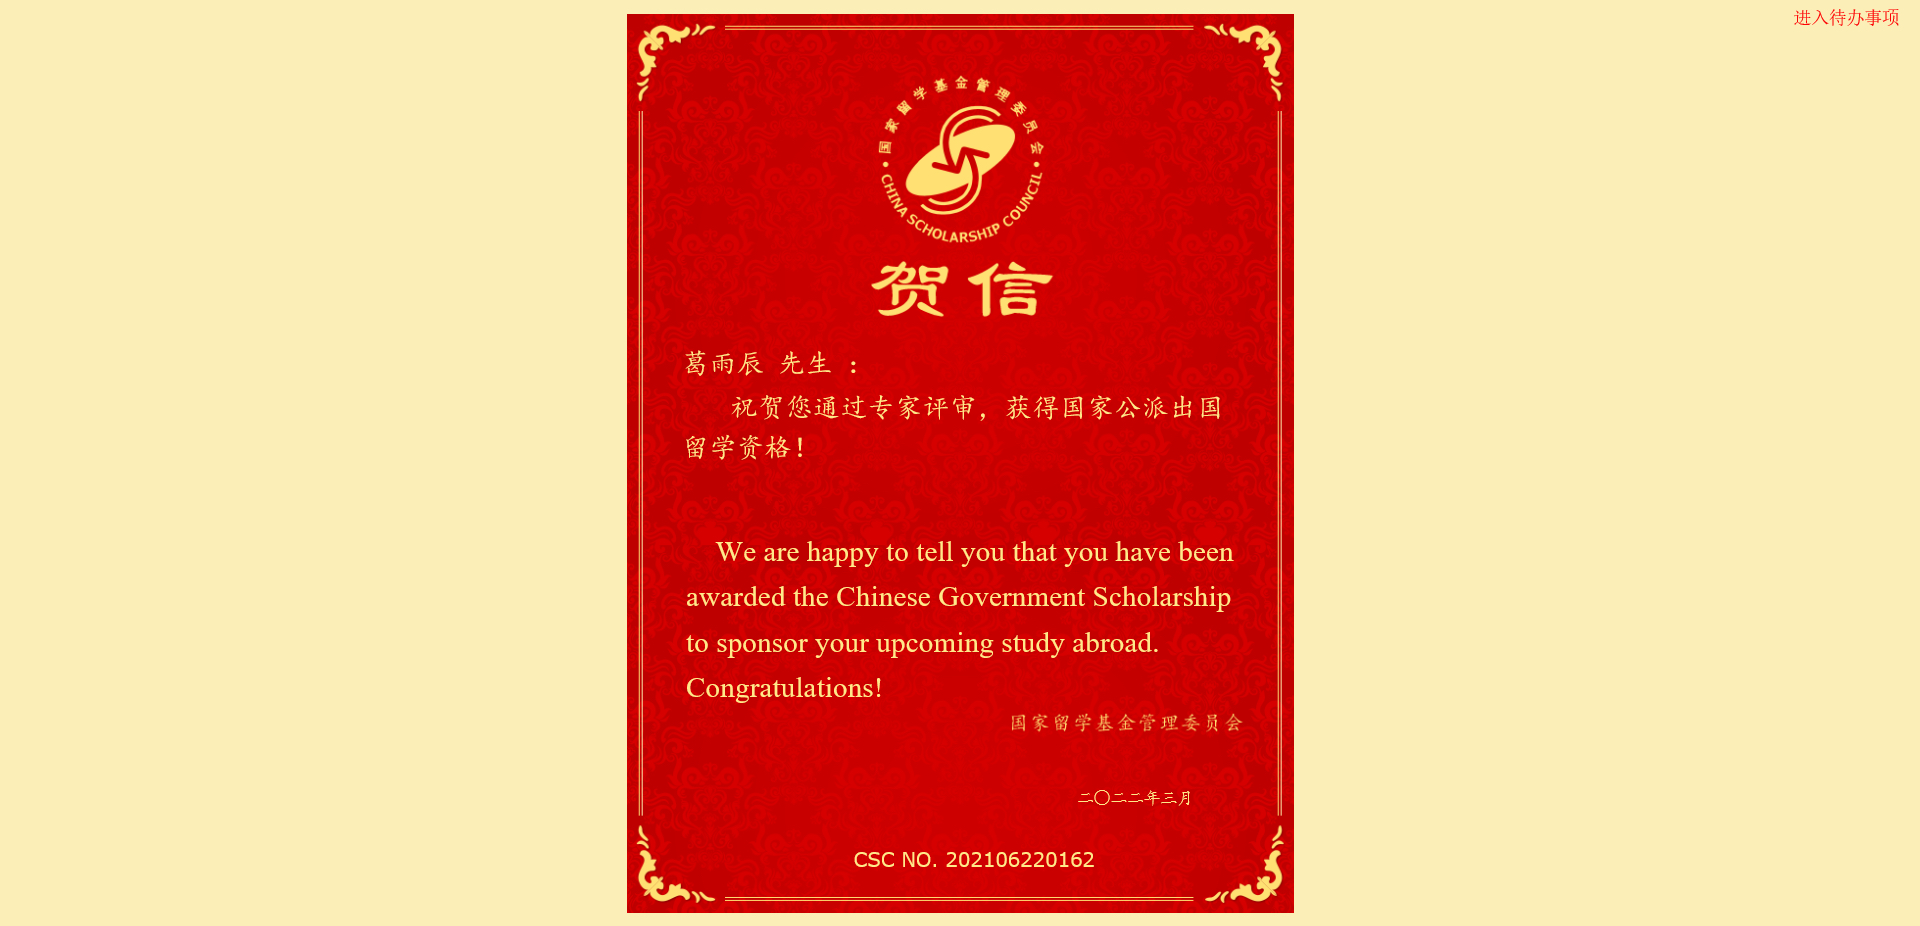 进入待办事项
国家留学基金管理委员会
• CHINA SCHOLARSHIP COUNCIL •
贺信
葛雨辰 先生 :
祝贺您通过专家评审，获得国家公派出国
留学资格！
We are happy to tell you that you have been
awarded the Chinese Government Scholarship
to sponsor your upcoming study abroad.
Congratulations!
国家留学基金管理委员会
二〇二二年三月
CSC NO. 202106220162